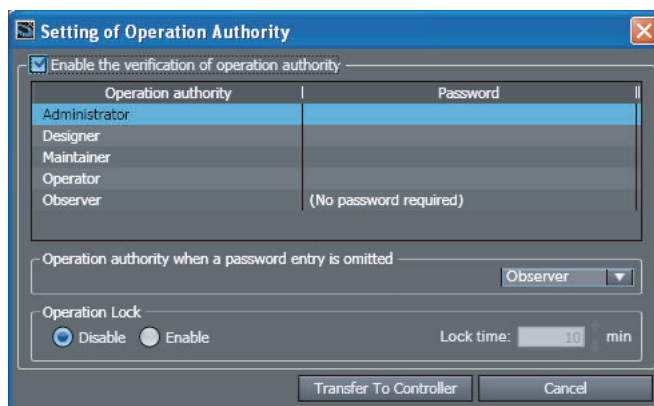 Setting of Operation Authority
Enable the verification of operation authority
Operation authority Password
Administrator
Designer
Maintainer
Operator
Observer (No password required)
Operation authority when a password entry is omitted
Observer
Operation Lock
Disable Enable Lock time: 10 min
Transfer To Controller Cancel